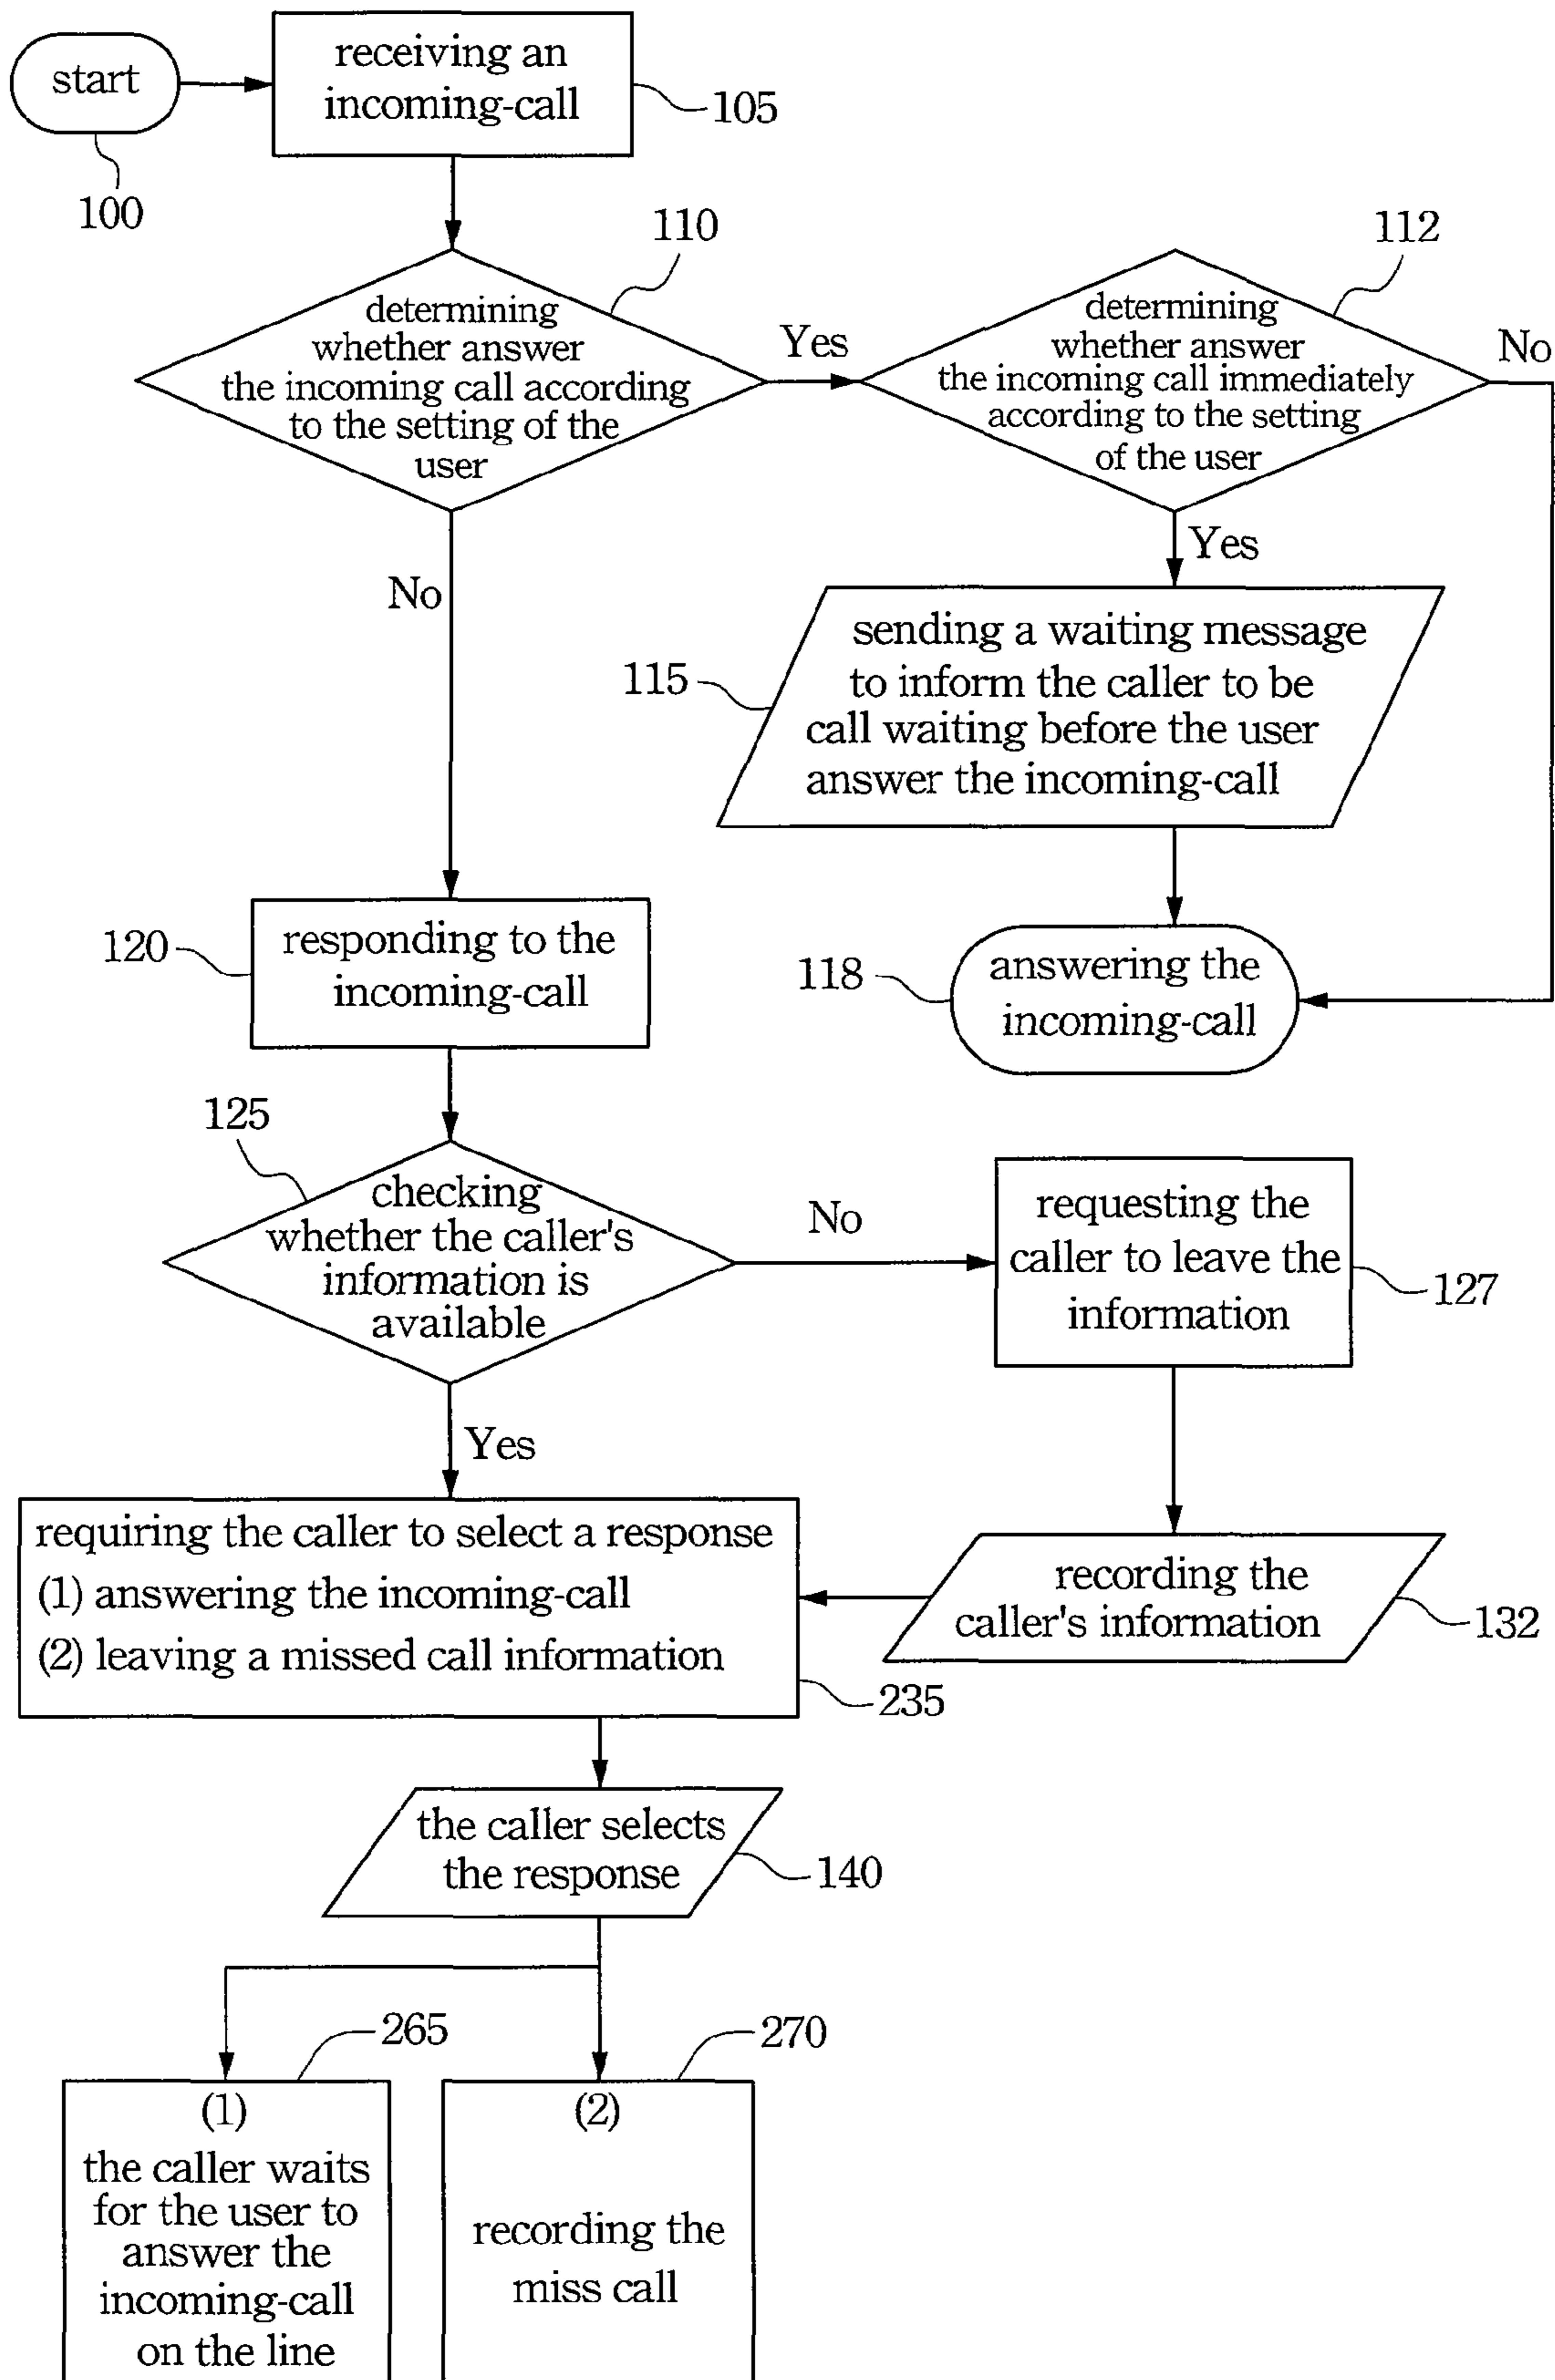 start
receiving an
incoming-call
105
100
110
determining
whether answer
the incoming call according
to the setting of the
user
Yes
112
determining
whether answer
the incoming call immediately
according to the setting
of the user
No
Yes
No
115
sending a waiting message
to inform the caller to be
call waiting before the user
answer the incoming-call
120
responding to the
incoming-call
118
answering the
incoming-call
125
checking
whether the caller's
information is
available
No
requesting the
caller to leave the
information
127
Yes
requiring the caller to select a response
(1) answering the incoming-call
(2) leaving a missed call information
235
recording the
caller's information
132
the caller selects
the response
140
265
270
(1)
the caller waits
for the user to
answer the
incoming-call
on the line
(2)
recording the
miss call